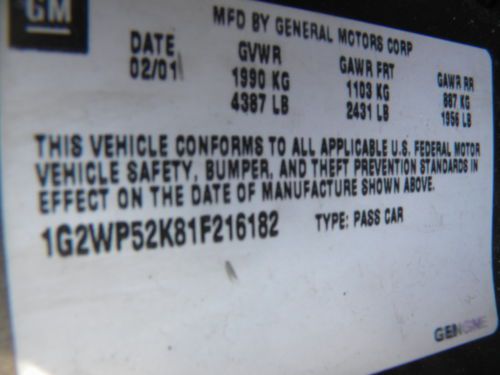 GM
MFD BY GENERAL MOTORS CORP
DATE GVWR GAWR FRT GAWR RR
02/01 1990 KG 1103 KG 887 KG
4387 LB 2431 LB 1956 LB
THIS VEHICLE CONFORMS TO ALL APPLICABLE U.S. FEDERAL MOTOR
VEHICLE SAFETY, BUMPER, AND THEFT PREVENTION STANDARDS IN
EFFECT ON THE DATE OF MANUFACTURE SHOWN ABOVE.
1G2WP52K81F216182 TYPE: PASS CAR